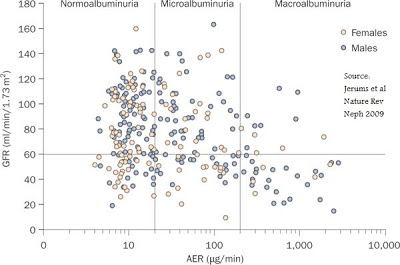 Normoalbuminuria Microalbuminuria Macroalbuminuria
180
160
140
120
100
80
60
40
20
0
GFR (ml/min/1.73 m²)
Females
Males
Source:
Jerums et al
Nature Rev
Neph 2009
0 10 100 1,000 10,000
AER (µg/min)